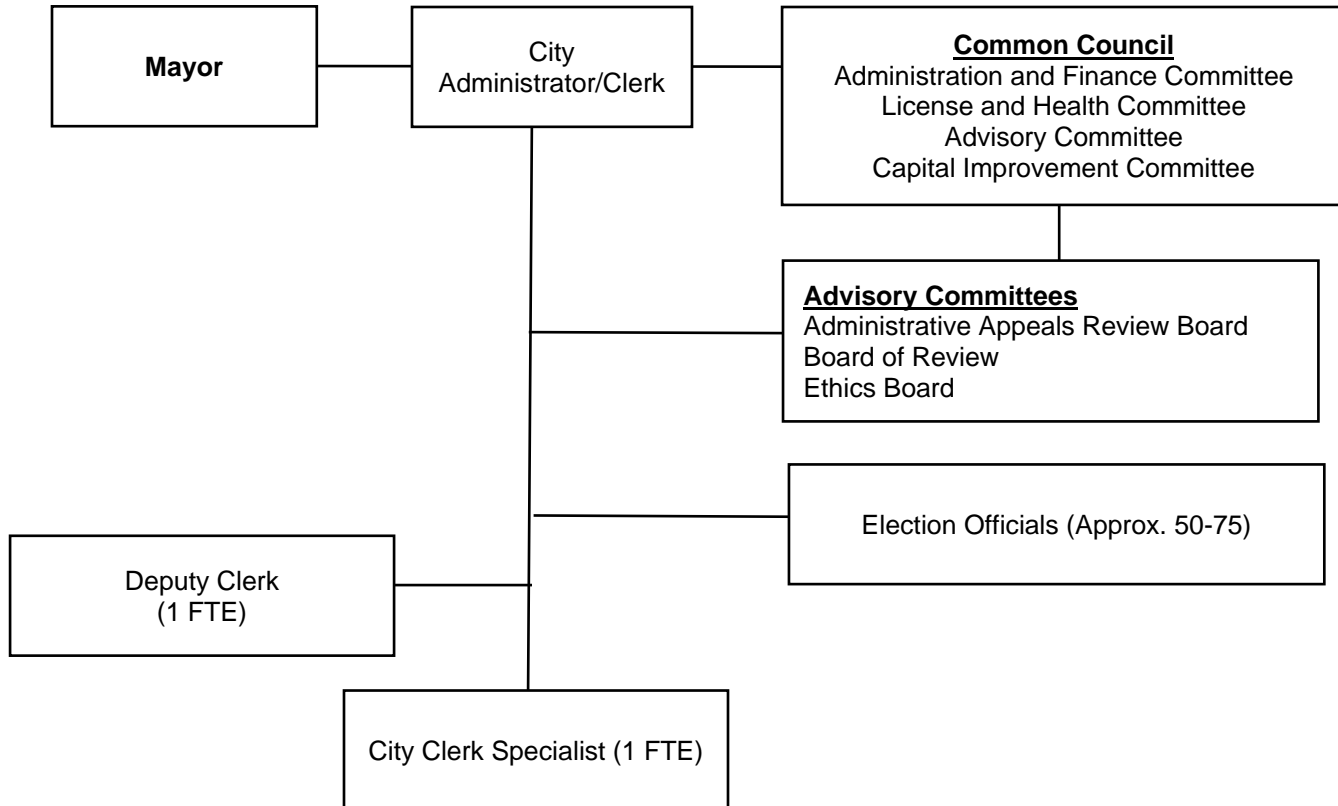 Mayor
City
Administrator/Clerk
Common Council
Administration and Finance Committee
License and Health Committee
Advisory Committee
Capital Improvement Committee
Advisory Committees
Administrative Appeals Review Board
Board of Review
Ethics Board
Election Officials (Approx. 50-75)
Deputy Clerk
(1 FTE)
City Clerk Specialist (1 FTE)